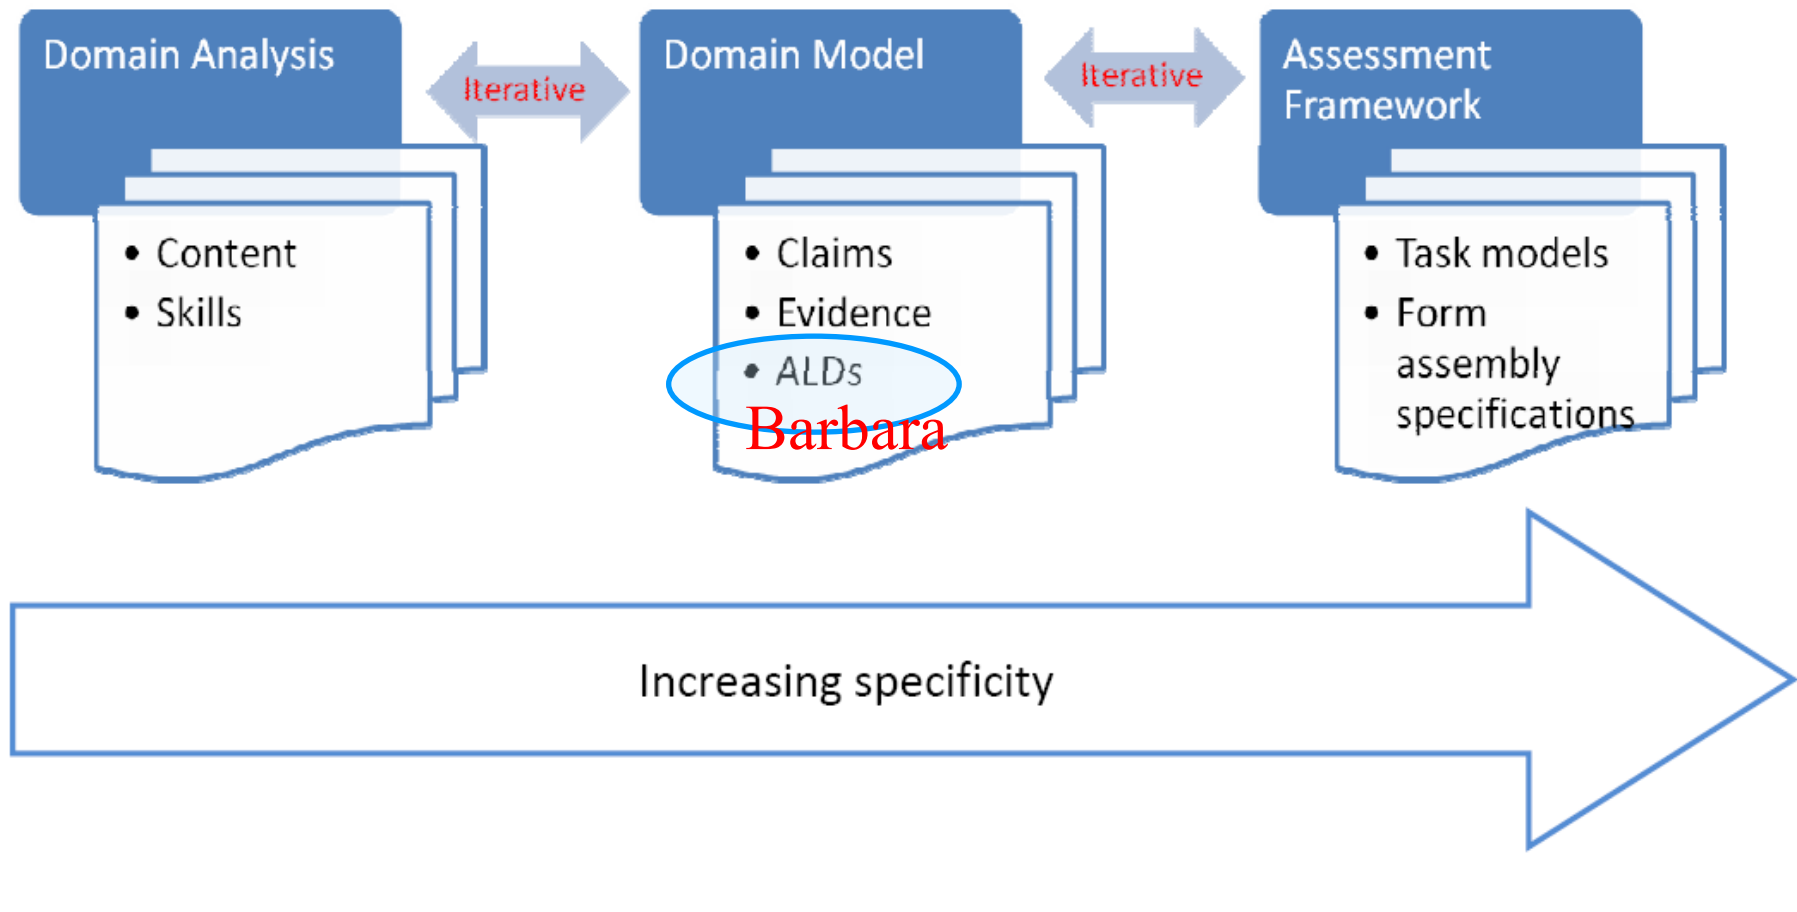 Domain Analysis
Iterative
• Content
• Skills
Domain Model
Iterative
• Claims
• Evidence
• ALDs
Barbara
Assessment
Framework
• Task models
• Form
assembly
specifications
Increasing specificity